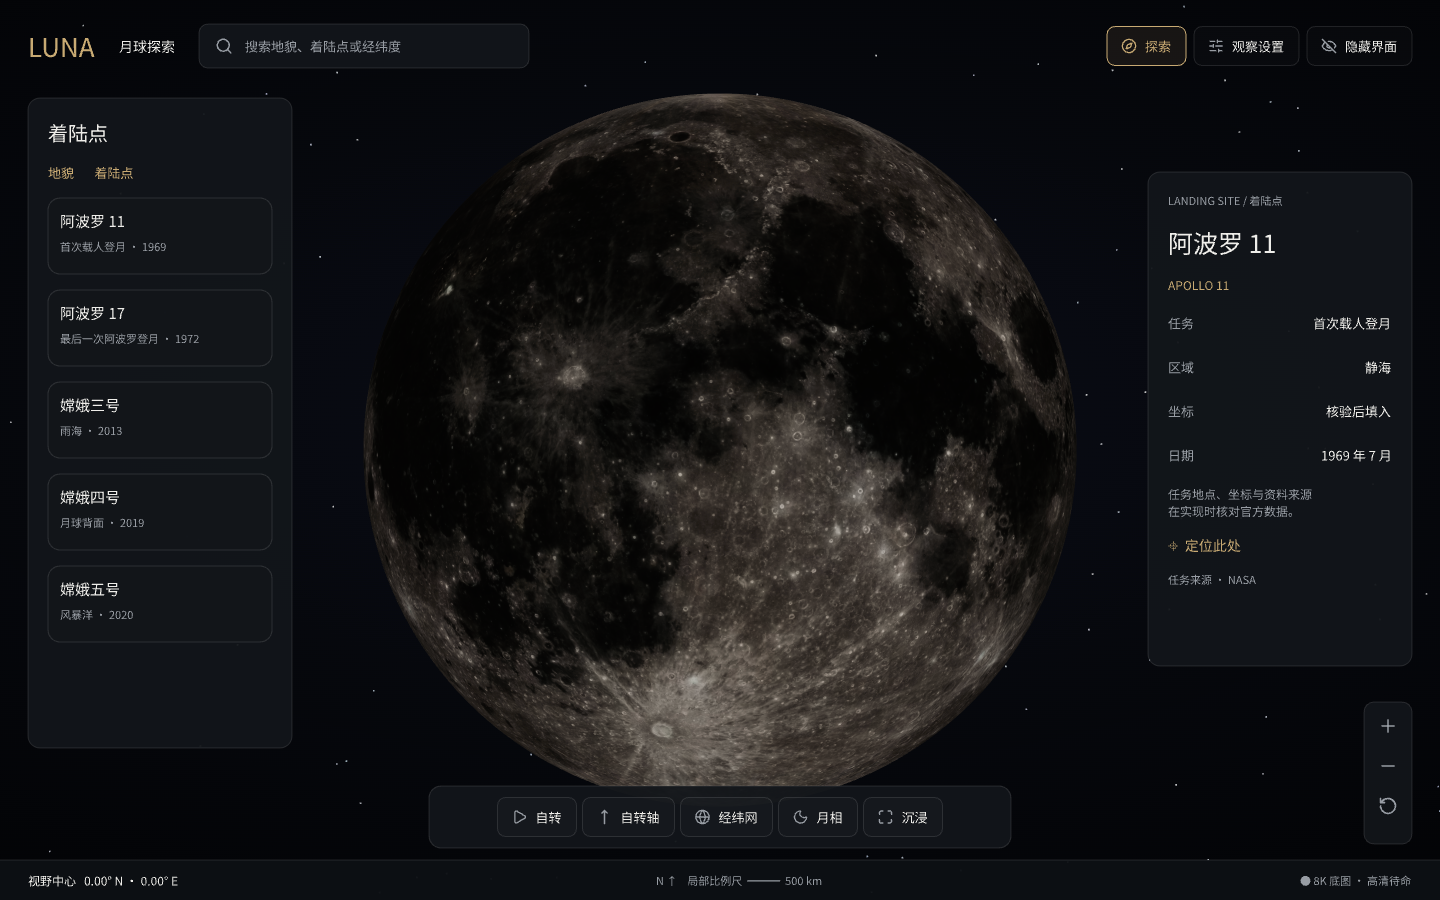 LUNA 月球探索
搜索地貌、着陆点或经纬度
探索
观察设置
隐藏界面
着陆点
地貌 着陆点
阿波罗 11
首次载人登月 · 1969
阿波罗 17
最后一次阿波罗登月 · 1972
嫦娥三号
雨海 · 2013
嫦娥四号
月球背面 · 2019
嫦娥五号
风暴洋 · 2020
LANDING SITE / 着陆点
阿波罗 11
APOLLO 11
任务 首次载人登月
区域 静海
坐标 核验后填入
日期 1969 年 7 月
任务地点、坐标与资料来源
在实现时核对官方数据。
定位此处
任务来源 · NASA
自转
自转轴
经纬网
月相
沉浸
视野中心 0.00° N · 0.00° E
N ↑ 局部比例尺 500 km
8K 底图 · 高清待命